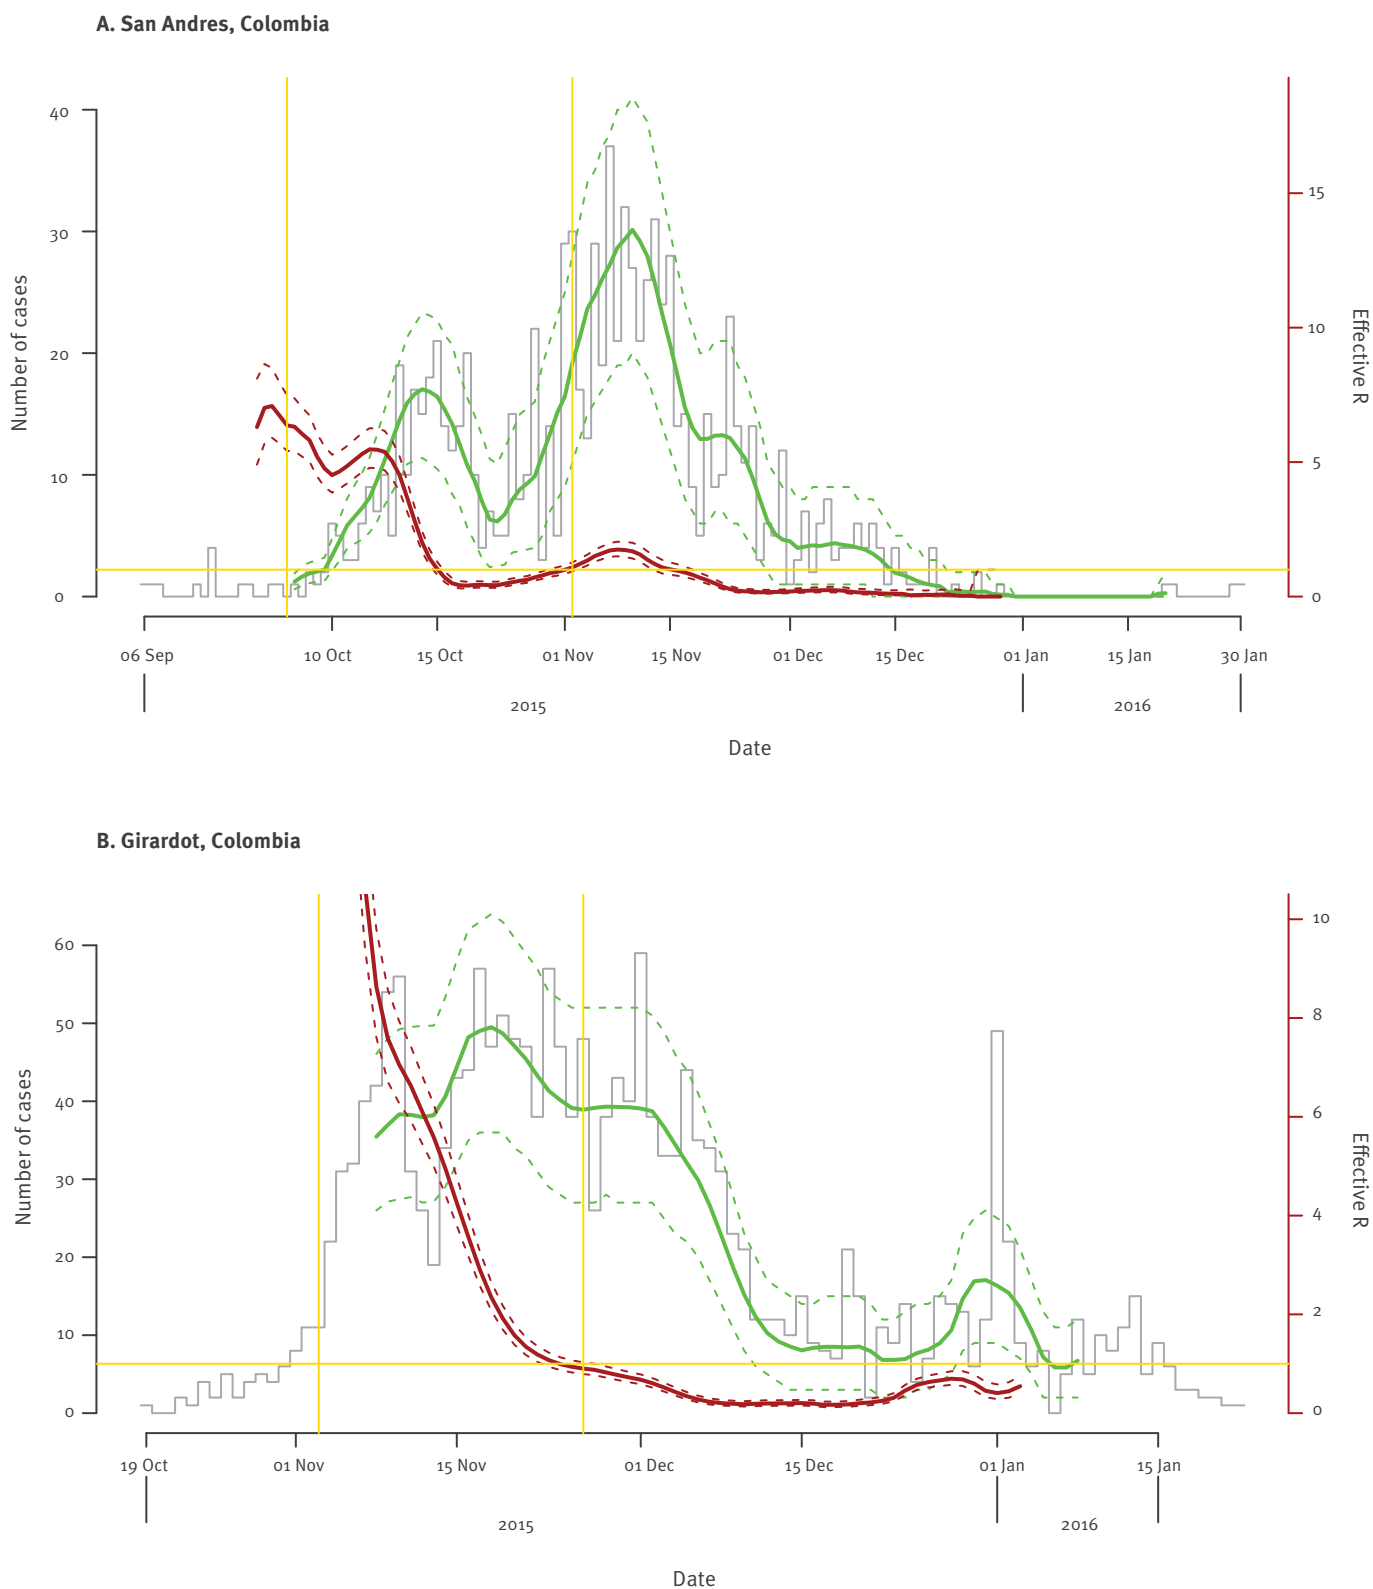 A. San Andres, Colombia
Number of cases
40
30
20
10
0
15
10
5
0
Effective R
06 Sep 10 Oct 15 Oct 01 Nov 15 Nov 01 Dec 15 Dec 01 Jan 15 Jan 30 Jan
2015 2016
Date
B. Girardot, Colombia
Number of cases
60
50
40
30
20
10
0
10
8
6
4
2
0
Effective R
19 Oct 01 Nov 15 Nov 01 Dec 15 Dec 01 Jan 15 Jan
2015 2016
Date